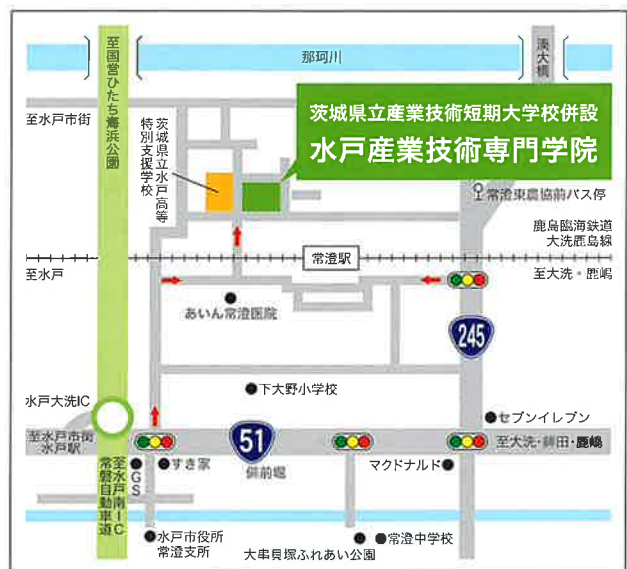 至国営ひたち海浜公園
那珂川
湊大橋
茨城県立産業技術短期大学校併設
水戸産業技術専門学院
至水戸市街
茨城県立水戸高等
特別支援学校
常澄東農協前バス停
鹿島臨海鉄道
大洗鹿島線
常澄駅
至水戸
至大洗・鹿嶋
あいん常澄医院
245
下大野小学校
水戸大洗IC
セブンイレブン
至水戸市街
水戸駅
51
至大洗・鉾田・鹿嶋
すき家
GS
マクドナルド
至水戸南IC
常磐自動車道
水戸市役所
常澄支所
常澄中学校
大串貝塚ふれあい公園